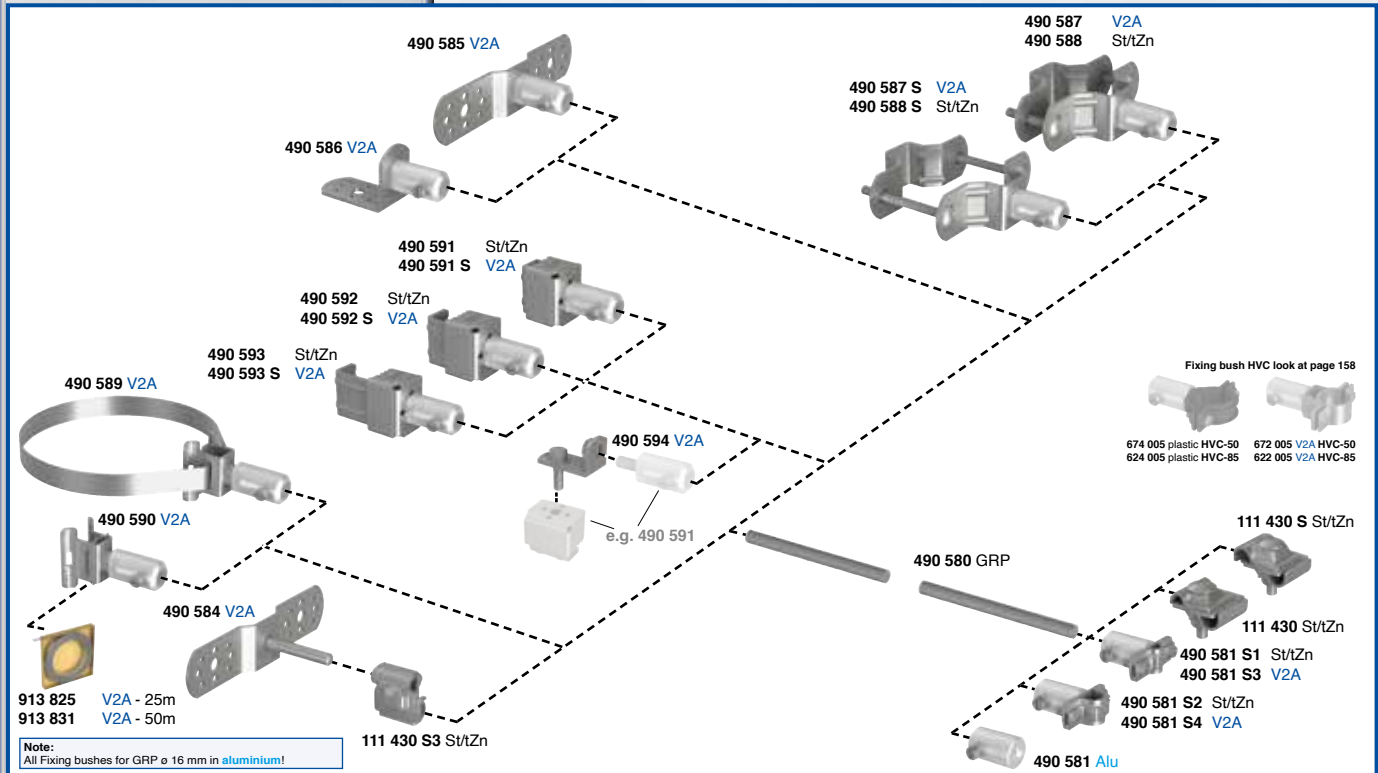 490 585 V2A
490 586 V2A
490 587 V2A
490 588 St/tZn
490 587 S V2A
490 588 S St/tZn
490 591 St/tZn
490 591 S V2A
490 592 St/tZn
490 592 S V2A
490 593 St/tZn
490 593 S V2A
490 589 V2A
490 594 V2A
e.g. 490 591
490 590 V2A
490 584 V2A
913 825 V2A - 25m
913 831 V2A - 50m
111 430 S3 St/tZn
Note:
All Fixing bushes for GRP ø 16 mm in aluminium!
Fixing bush HVC look at page 158
674 005 plastic HVC-50 672 005 V2A HVC-50
624 005 plastic HVC-85 622 005 V2A HVC-85
490 580 GRP
111 430 S St/tZn
111 430 St/tZn
490 581 S1 St/tZn
490 581 S3 V2A
490 581 S2 St/tZn
490 581 S4 V2A
490 581 Alu